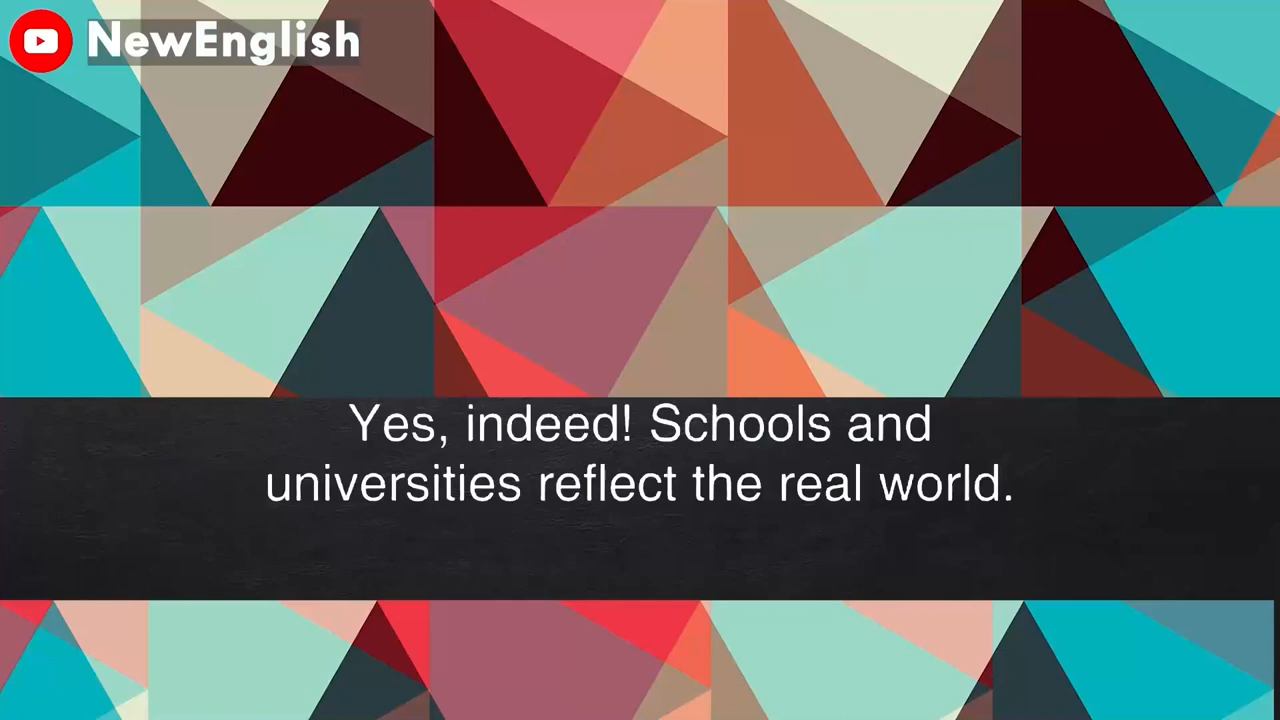 NewEnglish
Yes, indeed! Schools and
universities reflect the real world.